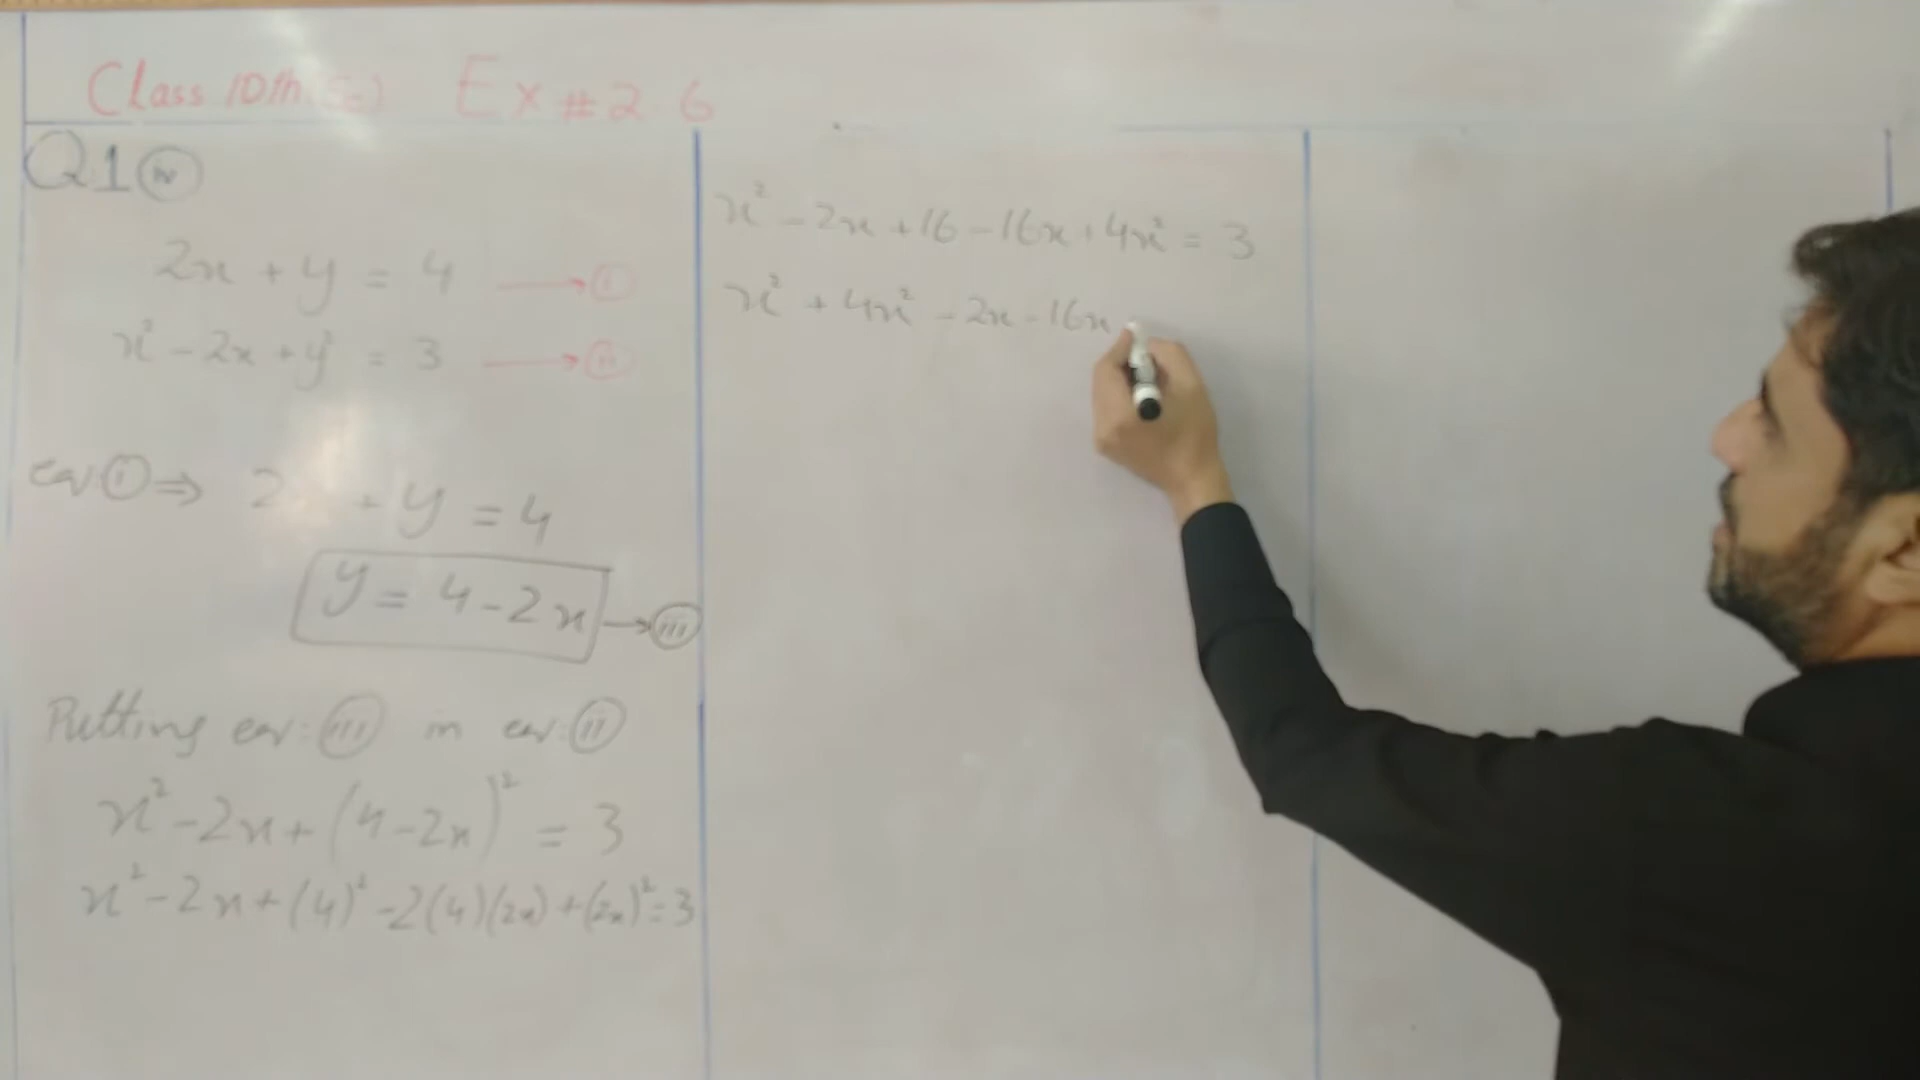 Class 10th Ex # 2.6
Q1 (iv)
2x + y = 4 → (i)
x² - 2x + y² = 3 → (ii)
eq (i) ⇒ 2 + y = 4
y = 4 - 2x → (iii)
Putting eq: (iii) in eq: (ii)
x² - 2x + (4 - 2x)² = 3
x² - 2x + (4)² - 2(4)(2x) + (2x)² = 3
x² - 2x + 16 - 16x + 4x² = 3
x² + 4x² - 2x - 16x